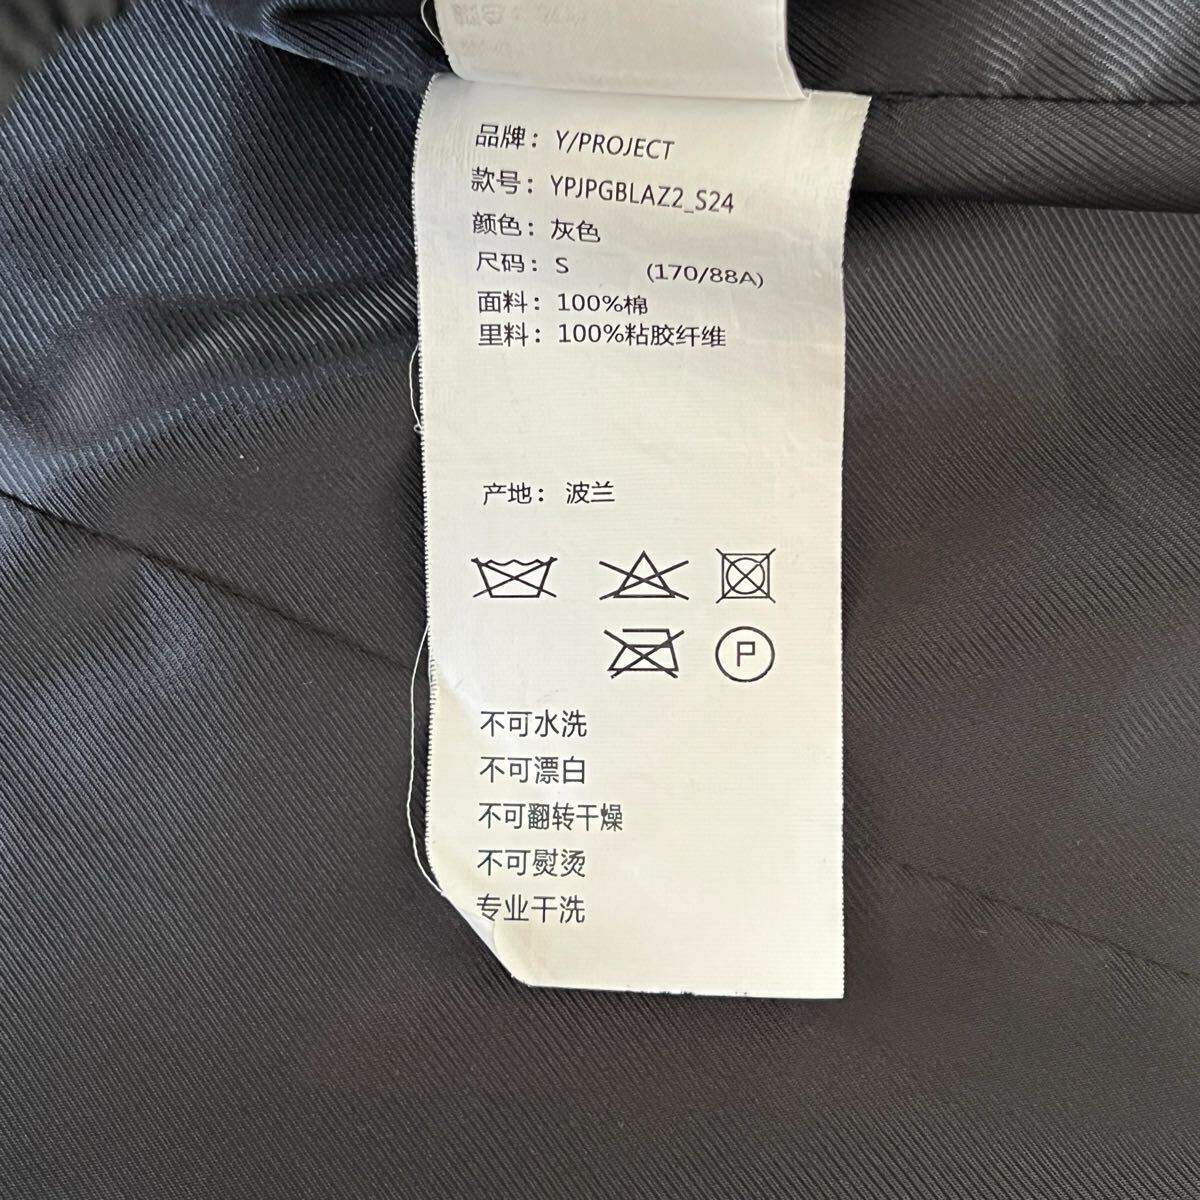 品牌: Y/PROJECT
款号: YPJPGBLAZ2_S24
颜色: 灰色
尺码: S (170/88A)
面料: 100%棉
里料: 100%粘胶纤维
产地: 波兰
P
不可水洗
不可漂白
不可翻转干燥
不可熨烫
专业干洗